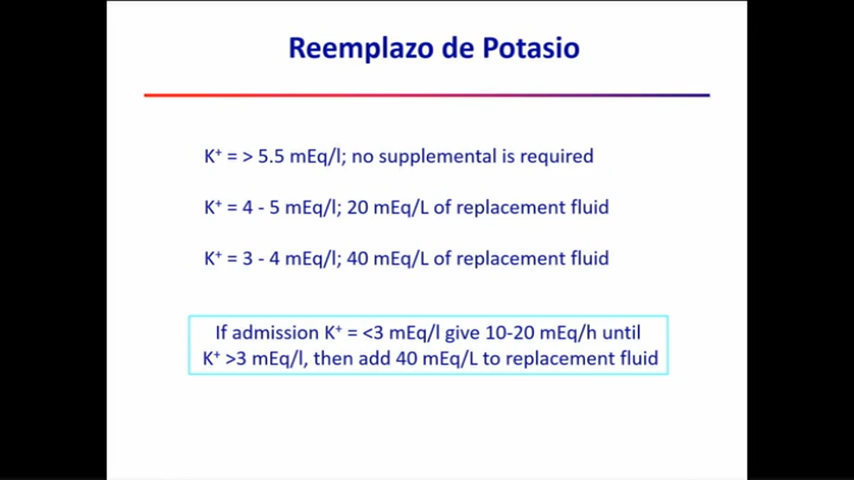 Reemplazo de Potasio
K⁺ = > 5.5 mEq/l; no supplemental is required
K⁺ = 4 - 5 mEq/l; 20 mEq/L of replacement fluid
K⁺ = 3 - 4 mEq/l; 40 mEq/L of replacement fluid
If admission K⁺ = <3 mEq/l give 10-20 mEq/h until
K⁺ >3 mEq/l, then add 40 mEq/L to replacement fluid